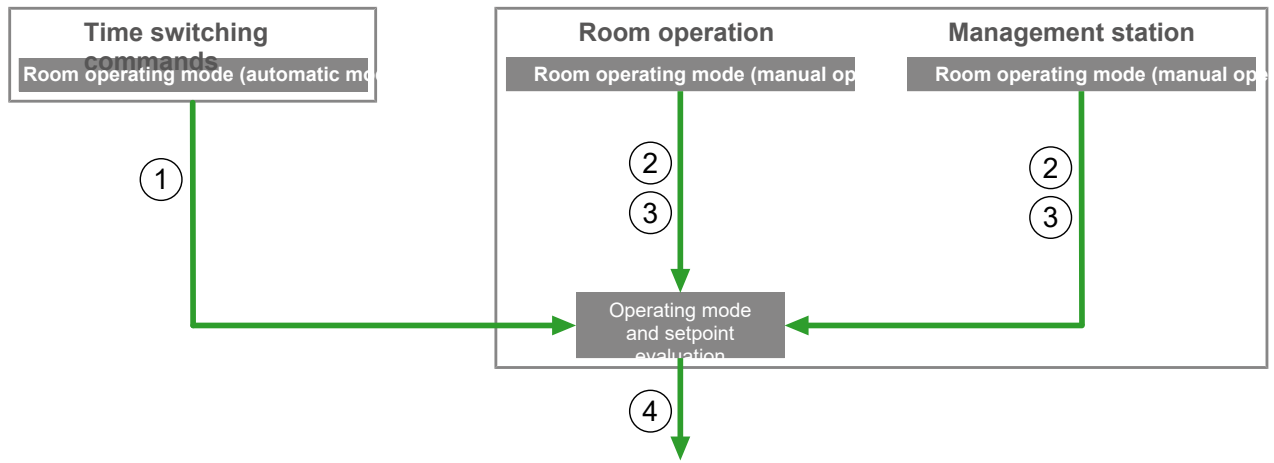 Time switching
commands
Room operating mode (automatic mo
1
Room operation
Room operating mode (manual op
2
3
Management station
Room operating mode (manual ope
2
3
Operating mode
and setpoint
evaluation
4